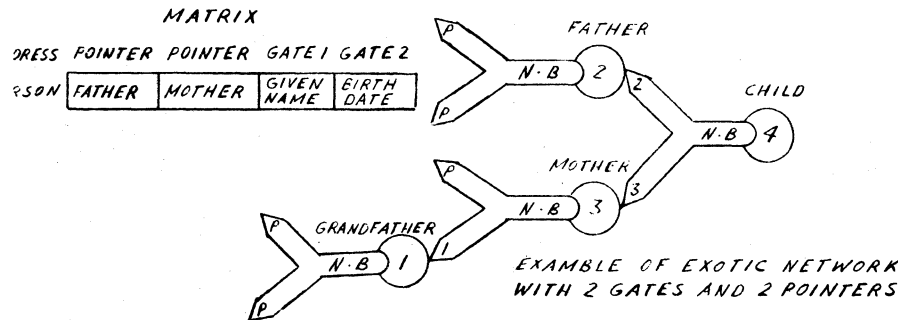 MATRIX
DRESS POINTER POINTER GATE 1 GATE 2
RSON FATHER MOTHER GIVEN NAME BIRTH DATE
FATHER
P
N·B 2
P
2
CHILD
N·B 4
MOTHER
3
P
N·B 3
1
GRANDFATHER
P
N·B 1
P
EXAMBLE OF EXOTIC NETWORK
WITH 2 GATES AND 2 POINTERS